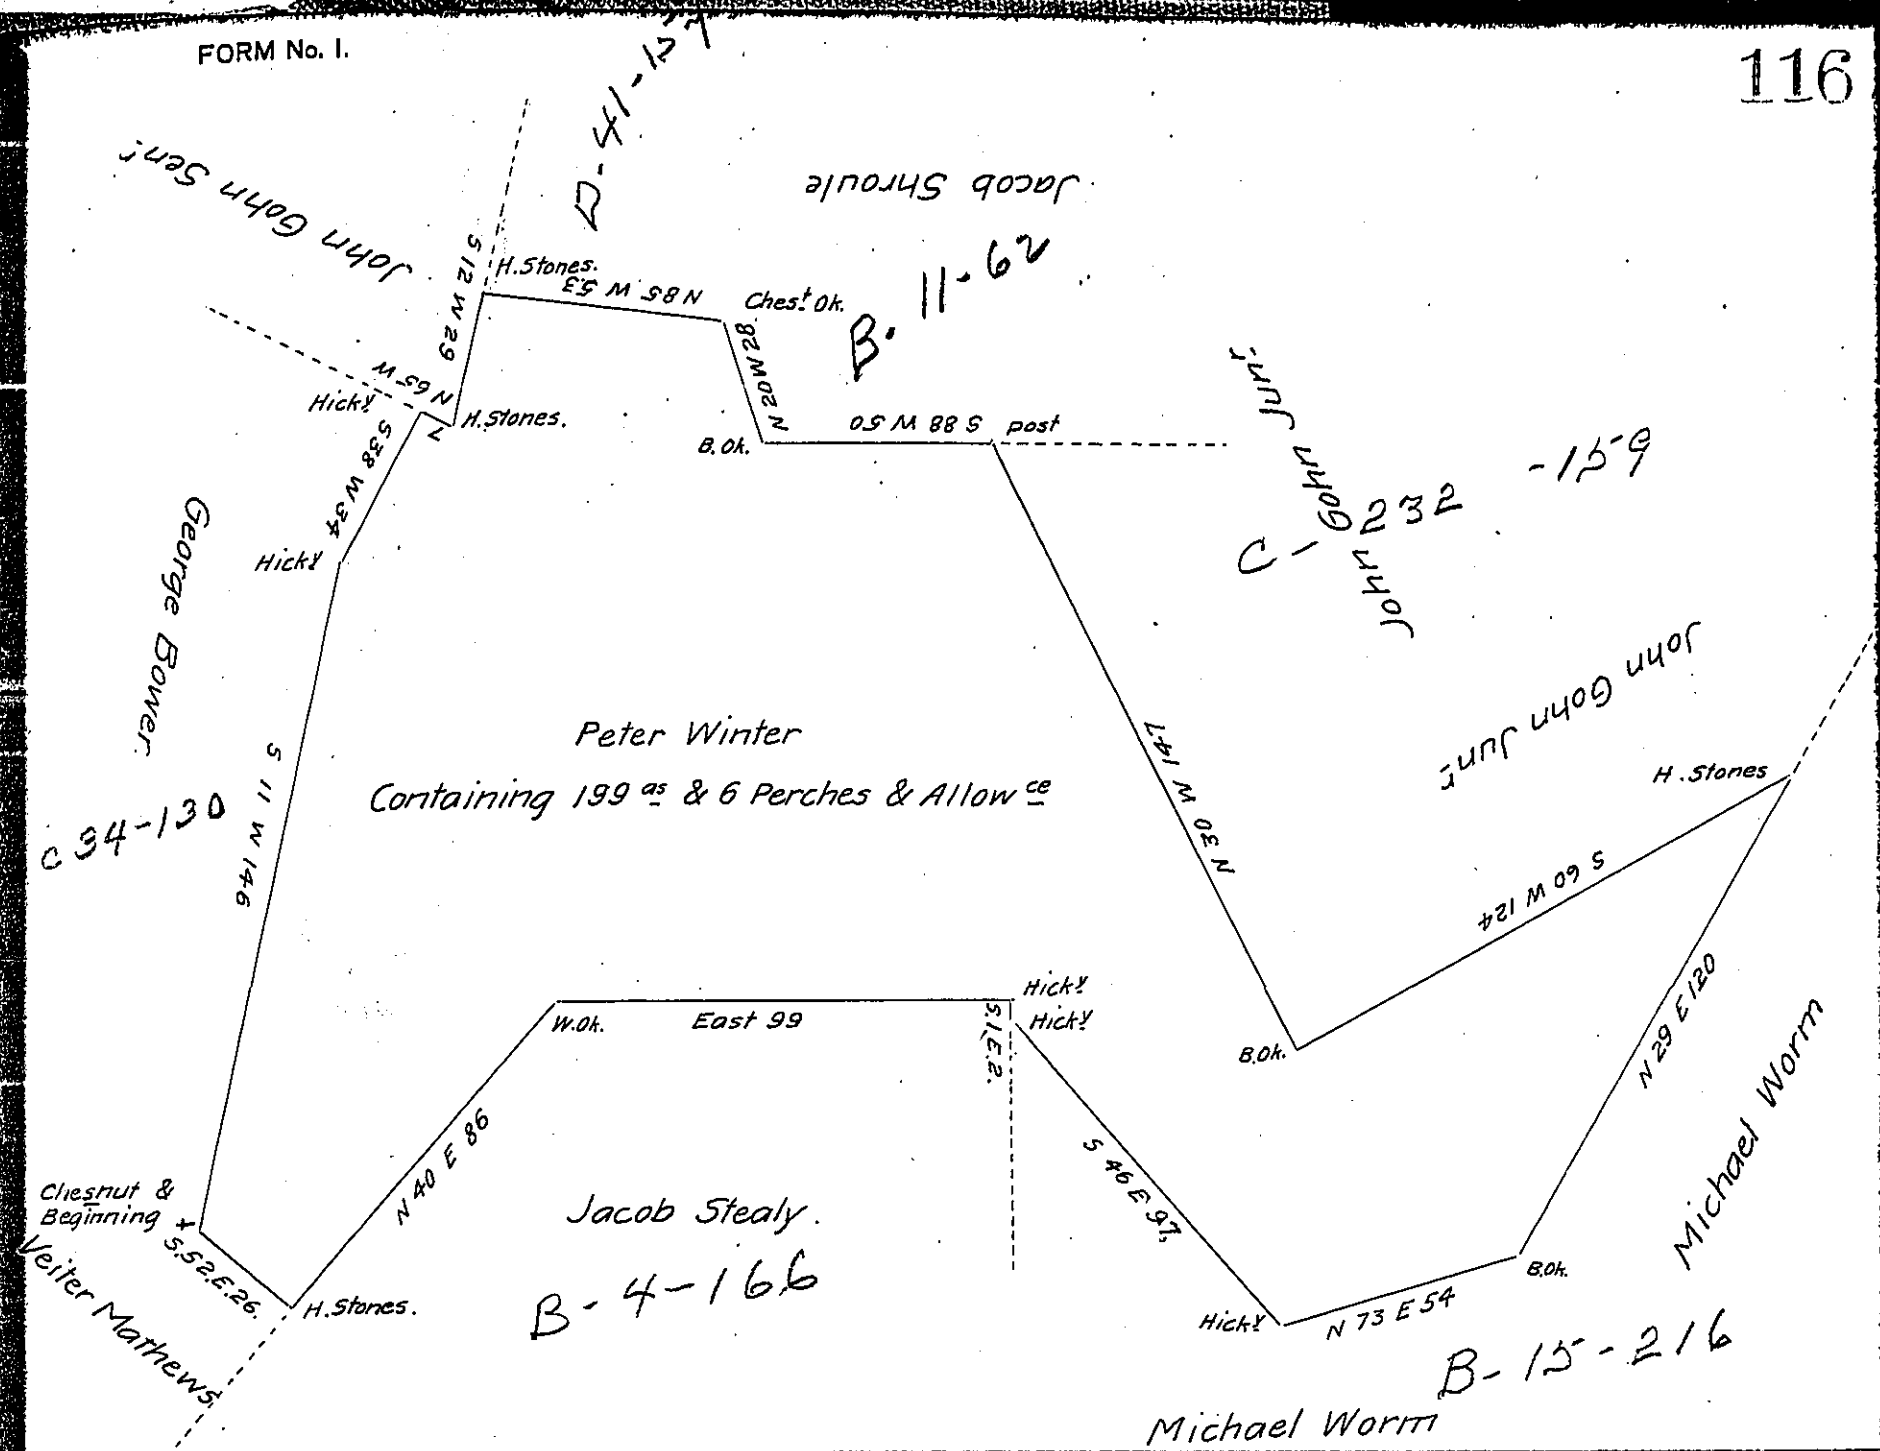 FORM No. 1.
116
D-41-127
John Gohn Sen:r
Jacob Shroule
S 12 W 29
H. Stones.
N 85 W 53
Ches:t Ok.
B. 11-62
N 65 W
Hick:y
7
H. Stones.
N 20 W 28
B. Ok.
S 88 W 50
Post
John Gohn Jun:r
C-232 -159
S 38 W 34
Hick:y
George Bower.
John Gohn Jun:r
Peter Winter
Containing 199 as & 6 Perches & Allow ce
N 30 W 147
H. Stones
C 34-130
S 11 W 146
S 60 W 124
W. Ok.
East 99
Hick:y
Hick:y
S. 1. E. 2.
B. Ok.
N 29 E 120
Michael Worm
N 40 E 86
S 46 E 97,
Chesnut &
Beginning
S. 52. E. 26.
H. Stones.
Veiter Mathews
Jacob Stealy.
B-4-166
Hick:y
N 73 E 54
B. Ok.
B-15-216
Michael Worm